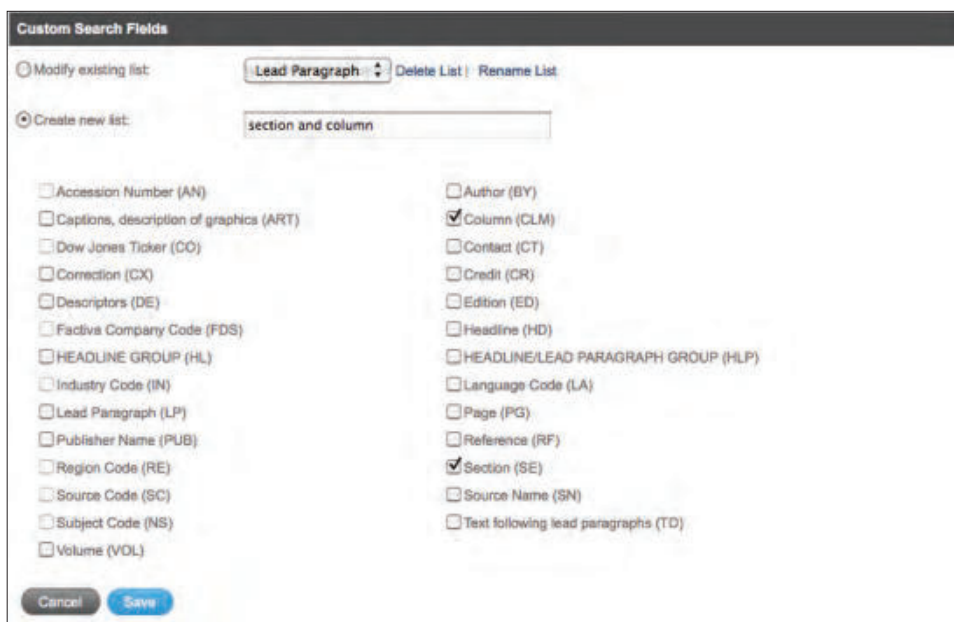 Custom Search Fields
Modify existing list: Lead Paragraph Delete List | Rename List
Create new list: section and column
Accession Number (AN) Author (BY)
Captions, description of graphics (ART) Column (CLM)
Dow Jones Ticker (CO) Contact (CT)
Correction (CX) Credit (CR)
Descriptors (DE) Edition (ED)
Factiva Company Code (FDS) Headline (HD)
HEADLINE GROUP (HL) HEADLINE/LEAD PARAGRAPH GROUP (HLP)
Industry Code (IN) Language Code (LA)
Lead Paragraph (LP) Page (PG)
Publisher Name (PUB) Reference (RF)
Region Code (RE) Section (SE)
Source Code (SC) Source Name (SN)
Subject Code (NS) Text following lead paragraphs (TD)
Volume (VOL)
Cancel Save